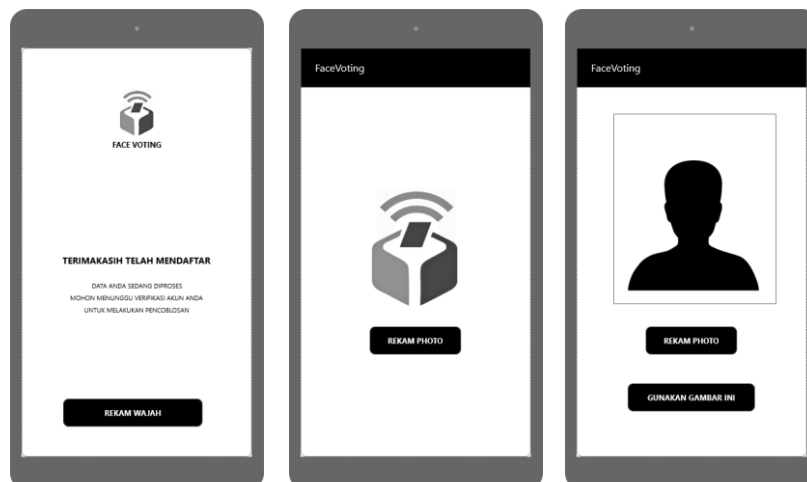 FACE VOTING
TERIMAKASIH TELAH MENDAFTAR
DATA ANDA SEDANG DIPROSES
MOHON MENUNGGU VERIFIKASI AKUN ANDA
UNTUK MELAKUKAN PENCOBLOSAN
REKAM WAJAH
FaceVoting
REKAM PHOTO
FaceVoting
REKAM PHOTO
GUNAKAN GAMBAR INI